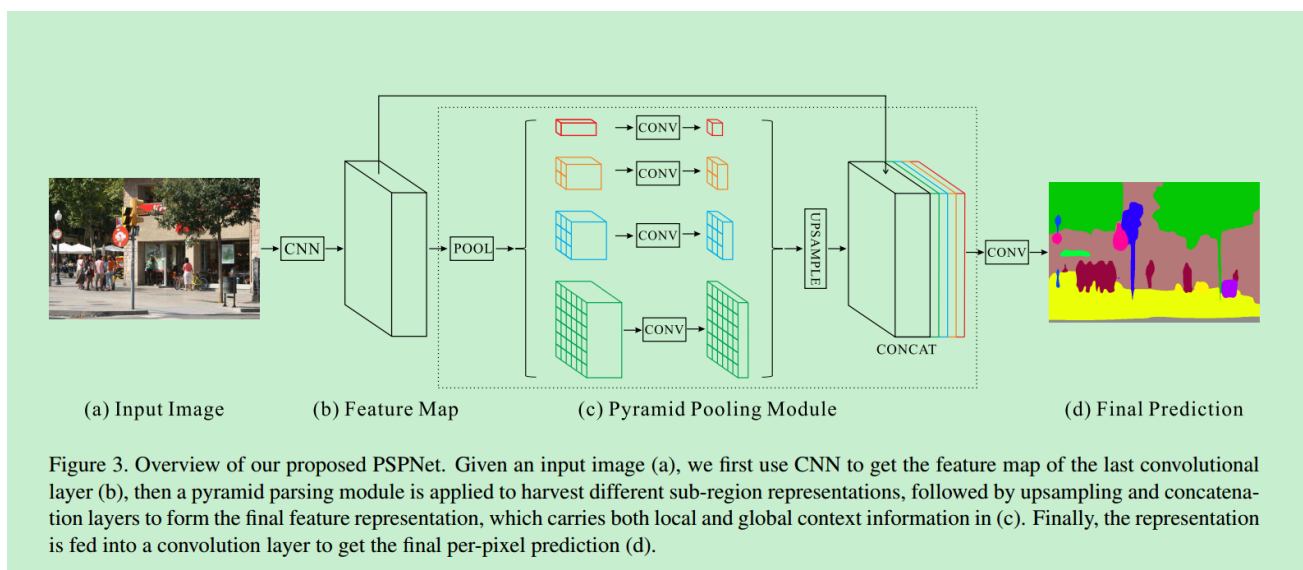 CNN
POOL
CONV
CONV
CONV
CONV
UPSAMPLE
CONCAT
CONV
(a) Input Image
(b) Feature Map
(c) Pyramid Pooling Module
(d) Final Prediction
Figure 3. Overview of our proposed PSPNet. Given an input image (a), we first use CNN to get the feature map of the last convolutional
layer (b), then a pyramid parsing module is applied to harvest different sub-region representations, followed by upsampling and concatena-
tion layers to form the final feature representation, which carries both local and global context information in (c). Finally, the representation
is fed into a convolution layer to get the final per-pixel prediction (d).